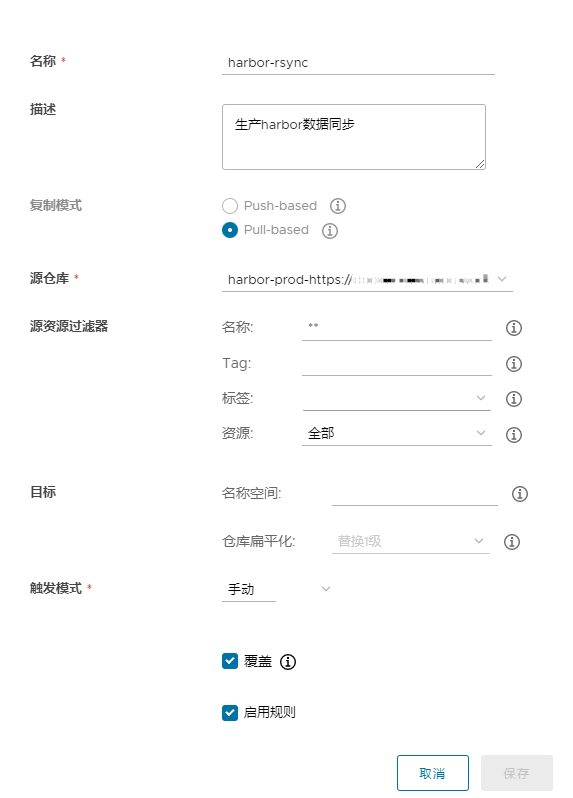 名称 *
harbor-rsync
描述
生产harbor数据同步
复制模式
Push-based
Pull-based
源仓库 *
harbor-prod-https://
源资源过滤器
名称:
**
Tag:
标签:
资源:
全部
目标
名称空间:
仓库扁平化:
替换1级
触发模式 *
手动
覆盖
启用规则
取消
保存